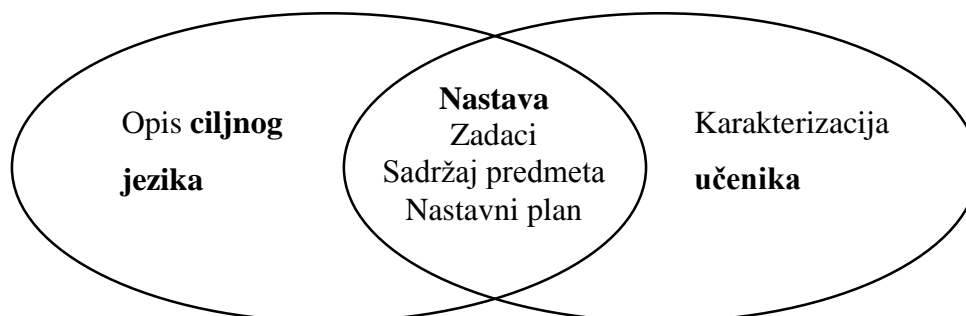 Opis ciljnog
jezika
Nastava
Zadaci
Sadržaj predmeta
Nastavni plan
Karakterizacija
učenika